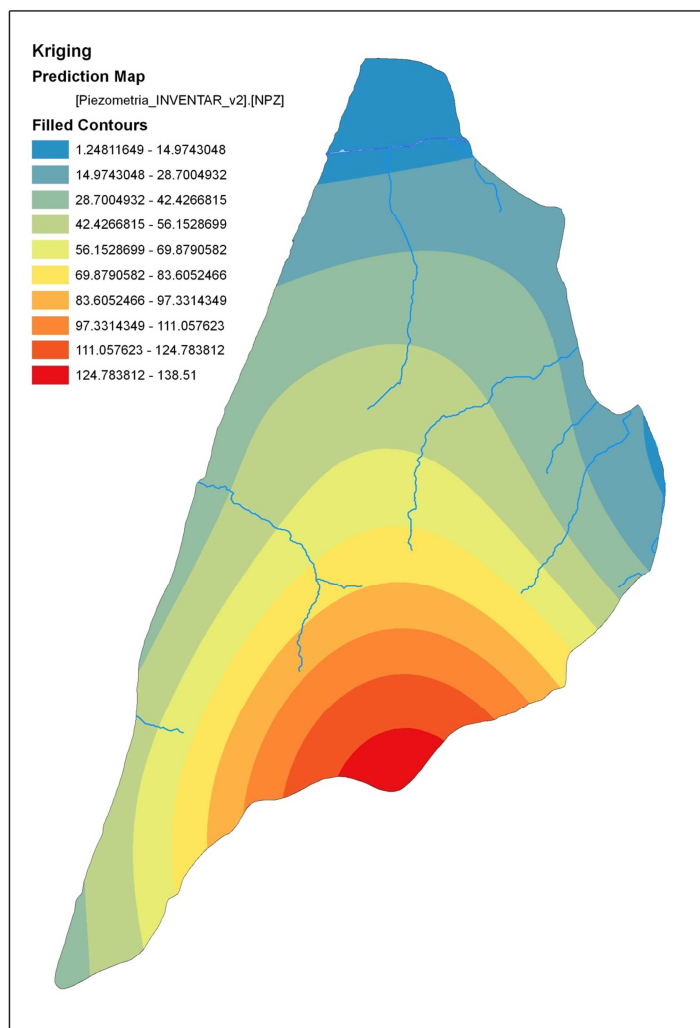 Kriging
Prediction Map
[Piezometria_INVENTAR_v2].[NPZ]
Filled Contours
1.24811649 - 14.9743048
14.9743048 - 28.7004932
28.7004932 - 42.4266815
42.4266815 - 56.1528699
56.1528699 - 69.8790582
69.8790582 - 83.6052466
83.6052466 - 97.3314349
97.3314349 - 111.057623
111.057623 - 124.783812
124.783812 - 138.51